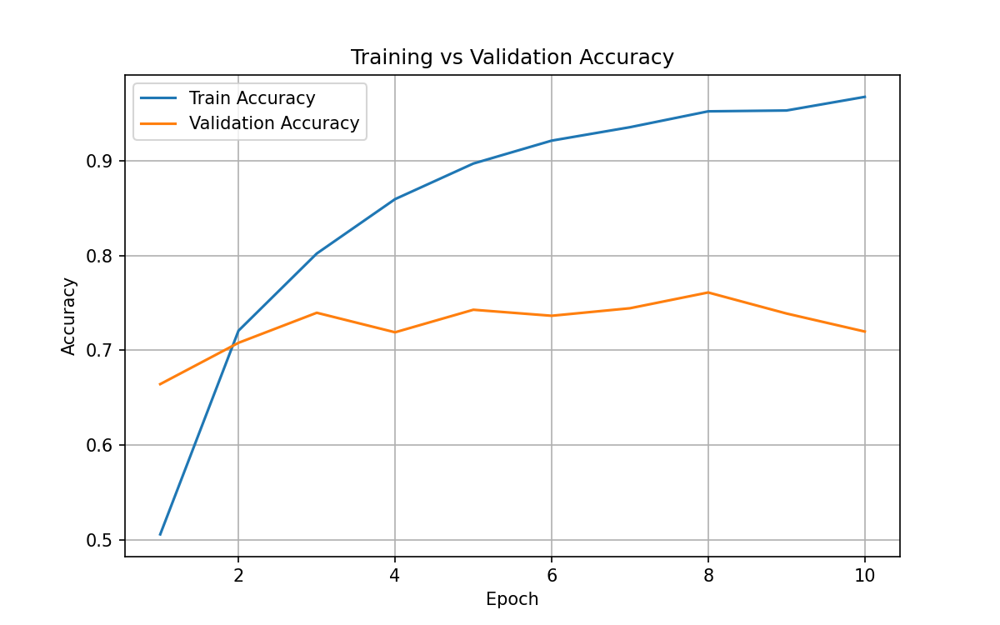 Training vs Validation Accuracy
Train Accuracy
Validation Accuracy
0.9
0.8
0.7
0.6
0.5
Accuracy
2 4 6 8 10
Epoch